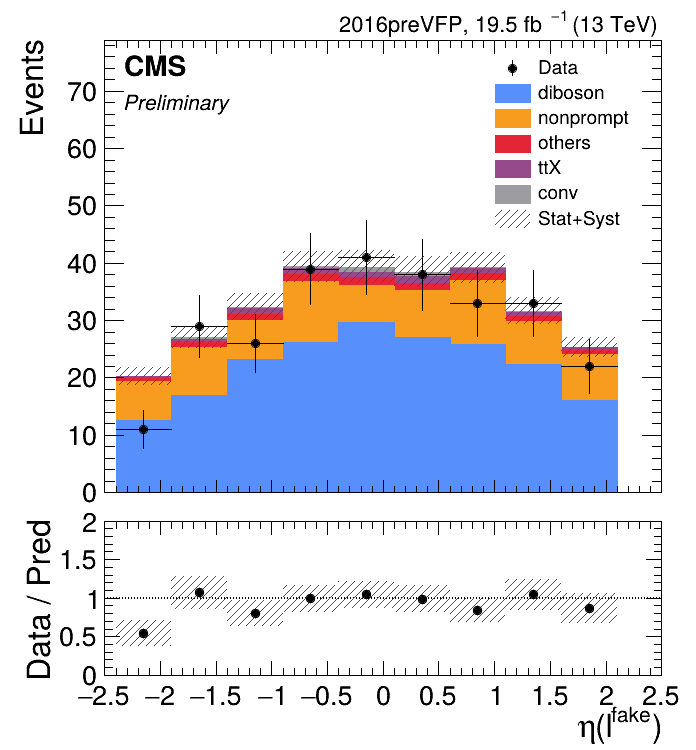 2016preVFP, 19.5 fb⁻¹ (13 TeV)
CMS
Preliminary
Events
70
60
50
40
30
20
10
0
Data
diboson
nonprompt
others
ttX
conv
Stat+Syst
Data / Pred
2
1.5
1
0.5
0
−2.5 −2 −1.5 −1 −0.5 0 0.5 1 1.5 2 2.5
η(l^fake)